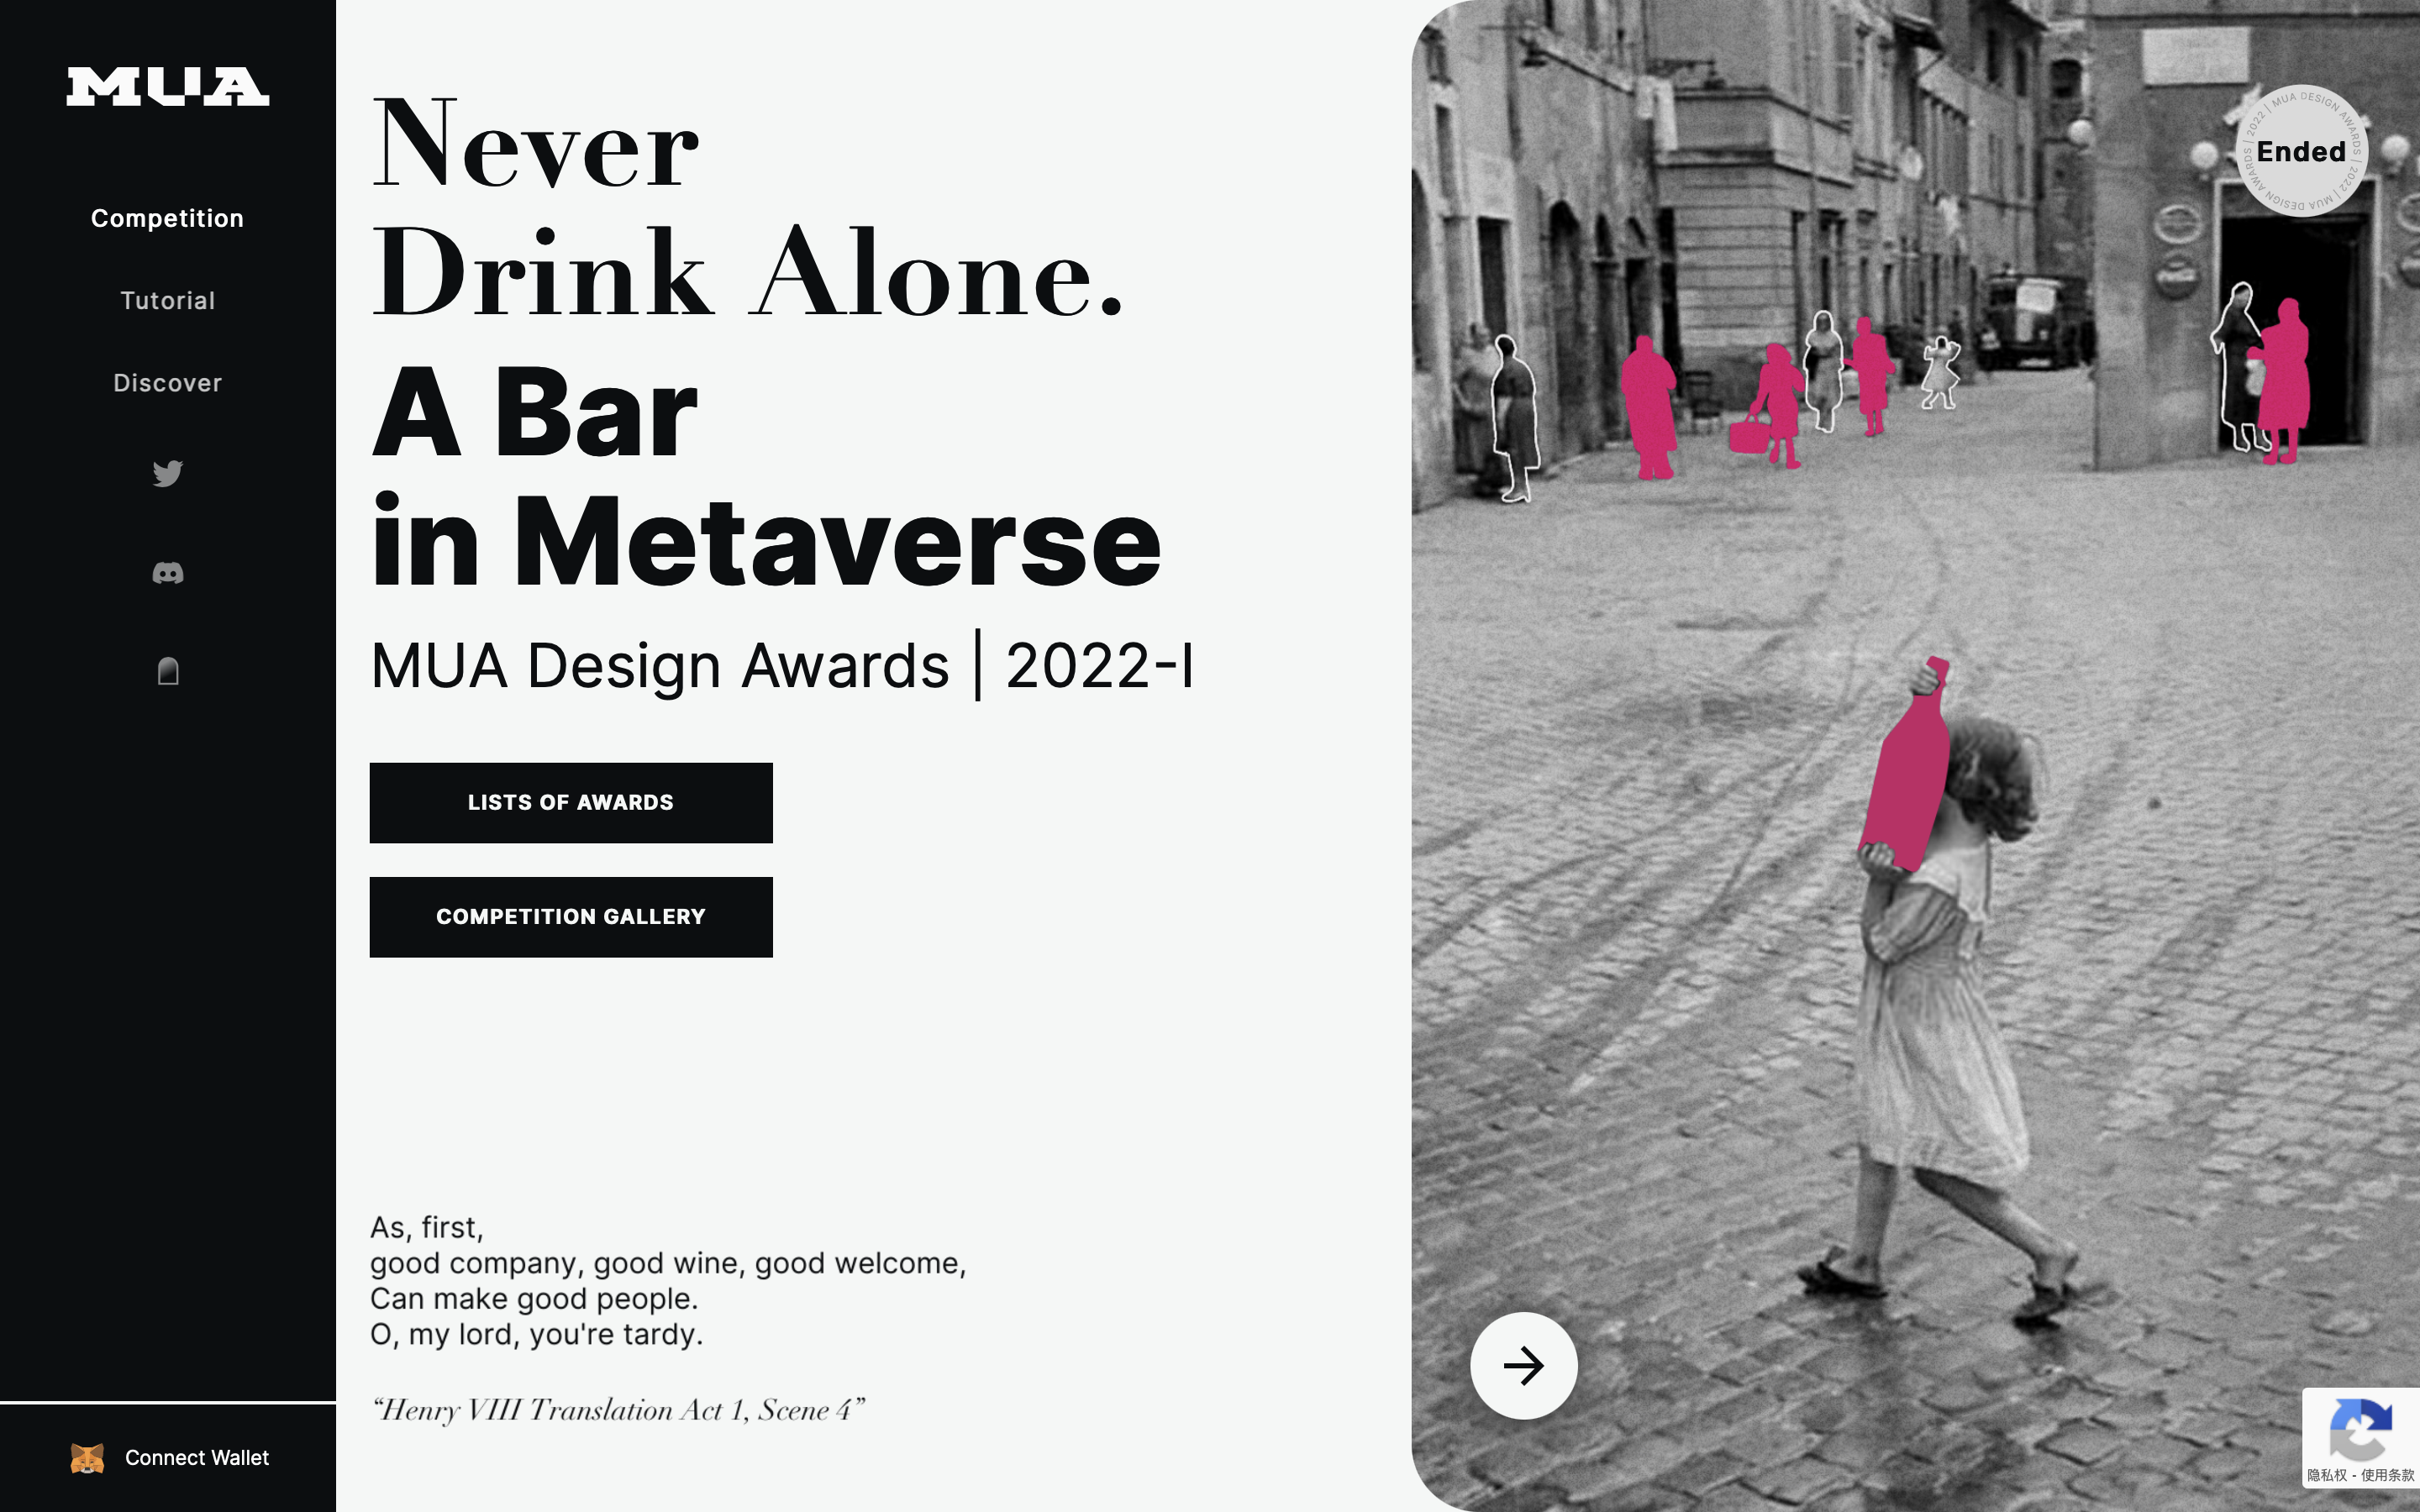 MUA
Competition
Tutorial
Discover
Connect Wallet
Never
Drink Alone.
A Bar
in Metaverse
MUA Design Awards | 2022-I
LISTS OF AWARDS
COMPETITION GALLERY
As, first,
good company, good wine, good welcome,
Can make good people.
O, my lord, you're tardy.
“Henry VIII Translation Act 1, Scene 4”
MUA DESIGN AWARDS | 2022 | MUA DESIGN AWARDS | 2022 |
Ended
隐私权 - 使用条款